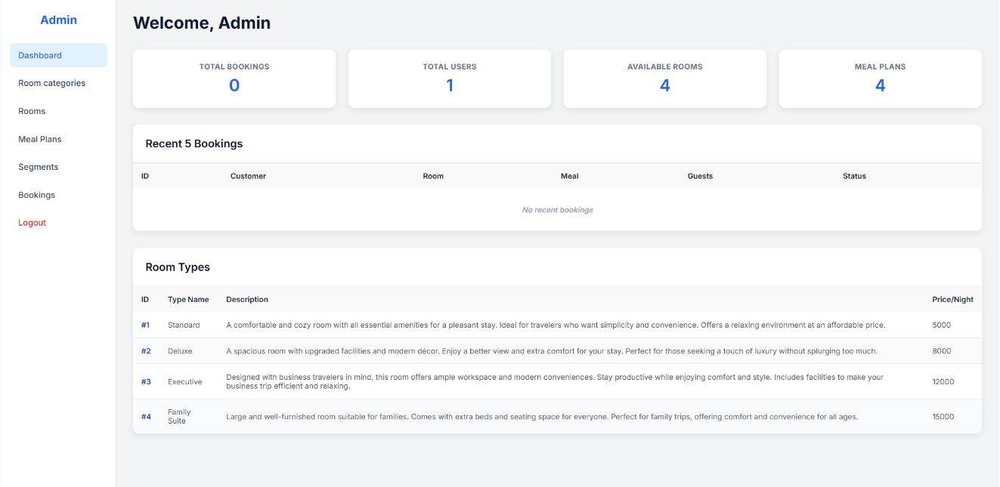 Admin
Dashboard
Room categories
Rooms
Meal Plans
Segments
Bookings
Logout
Welcome, Admin
TOTAL BOOKINGS
0
TOTAL USERS
1
AVAILABLE ROOMS
4
MEAL PLANS
4
Recent 5 Bookings
ID Customer Room Meal Guests Status
No recent bookings
Room Types
ID Type Name Description Price/Night
#1 Standard A comfortable and cozy room with all essential amenities for a pleasant stay. Ideal for travelers who want simplicity and convenience. Offers a relaxing environment at an affordable price. 5000
#2 Deluxe A spacious room with upgraded facilities and modern décor. Enjoy a better view and extra comfort for your stay. Perfect for those seeking a touch of luxury without splurging too much. 8000
#3 Executive Designed with business travelers in mind, this room offers ample workspace and modern conveniences. Stay productive while enjoying comfort and style. Includes facilities to make your
business trip efficient and relaxing. 12000
#4 Family
Suite Large and well-furnished room suitable for families. Comes with extra beds and seating space for everyone. Perfect for family trips, offering comfort and convenience for all ages. 15000